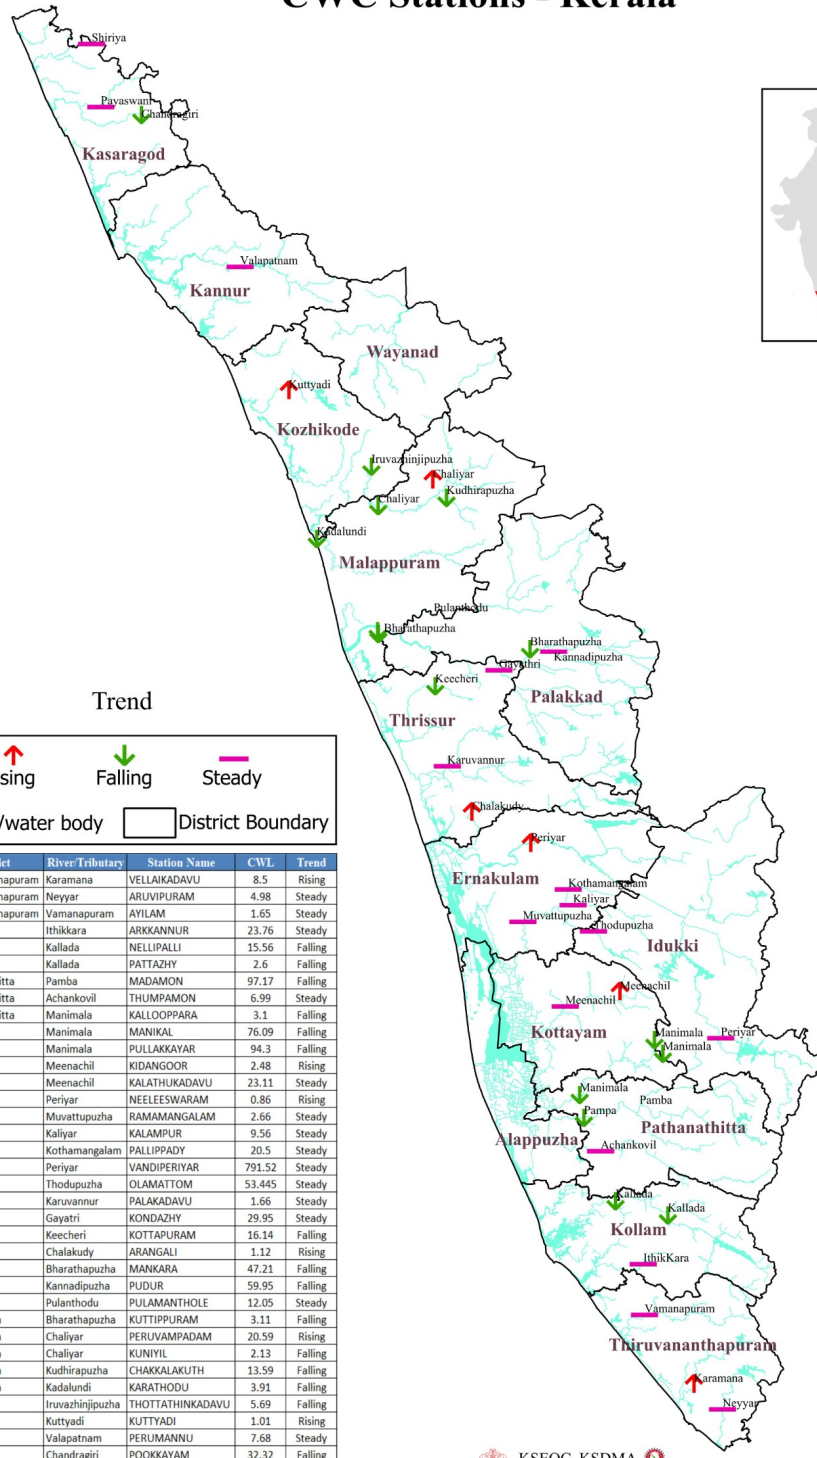 CWC Stations - Kerala
Shiriya
Payaswani
Chandragiri
Kasaragod
Valapatnam
Kannur
Wayanad
Kuttyadi
Kozhikode
Iruvazhinjipuzha
Chaliyar
Kudhirapuzha
Chaliyar
Kadalundi
Malappuram
Pulanthodu
Bharathapuzha
Bharathapuzha
Kannadipuzha
Gayathri
Keecheri
Palakkad
Thrissur
Karuvannur
Chalakudy
Periyar
Ernakulam
Kothamangalam
Kaliyar
Muvattupuzha
Thodupuzha
Idukki
Meenachil
Meenachil
Kottayam
Manimala
Periyar
Manimala
Manimala
Pamba
Pampa
Pathanathitta
Alappuzha
Achankovil
Kallada
Kallada
Kollam
IthikKara
Vamanapuram
Thiruvananthapuram
Karamana
Neyyar
Trend
sing Falling Steady
/water body District Boundary
ict River/Tributary Station Name CWL Trend
napuram Karamana VELLAIKADAVU 8.5 Rising
napuram Neyyar ARUVIPURAM 4.98 Steady
napuram Vamanapuram AYILAM 1.65 Steady
Ithikkara ARKKANNUR 23.76 Steady
Kallada NELLIPALLI 15.56 Falling
Kallada PATTAZHY 2.6 Falling
itta Pamba MADAMON 97.17 Falling
itta Achankovil THUMPAMON 6.99 Steady
itta Manimala KALLOOPPARA 3.1 Falling
Manimala MANIKAL 76.09 Falling
Manimala PULLAKKAYAR 94.3 Falling
Meenachil KIDANGOOR 2.48 Rising
Meenachil KALATHUKADAVU 23.11 Steady
Periyar NEELEESWARAM 0.86 Rising
Muvattupuzha RAMAMANGALAM 2.66 Steady
Kaliyar KALAMPUR 9.56 Steady
Kothamangalam PALLIPPADY 20.5 Steady
Periyar VANDIPERIYAR 791.52 Steady
Thodupuzha OLAMATTOM 53.445 Steady
Karuvannur PALAKADAVU 1.66 Steady
Gayatri KONDAZHY 29.95 Steady
Keecheri KOTTAPURAM 16.14 Falling
Chalakudy ARANGALI 1.12 Rising
Bharathapuzha MANKARA 47.21 Falling
Kannadipuzha PUDUR 59.95 Falling
Pulanthodu PULAMANTHOLE 12.05 Steady
Bharathapuzha KUTTIPPURAM 3.11 Falling
Chaliyar PERUVAMPADAM 20.59 Rising
Chaliyar KUNIYIL 2.13 Falling
Kudhirapuzha CHAKKALAKUTH 13.59 Falling
Kadalundi KARATHODU 3.91 Falling
Iruvazhinjipuzha THOTTATHINKADAVU 5.69 Falling
Kuttyadi KUTTYADI 1.01 Rising
Valapatnam PERUMANNU 7.68 Steady
Chandragiri POOKKAYAM 32.32 Falling
KSEOC, KSDMA